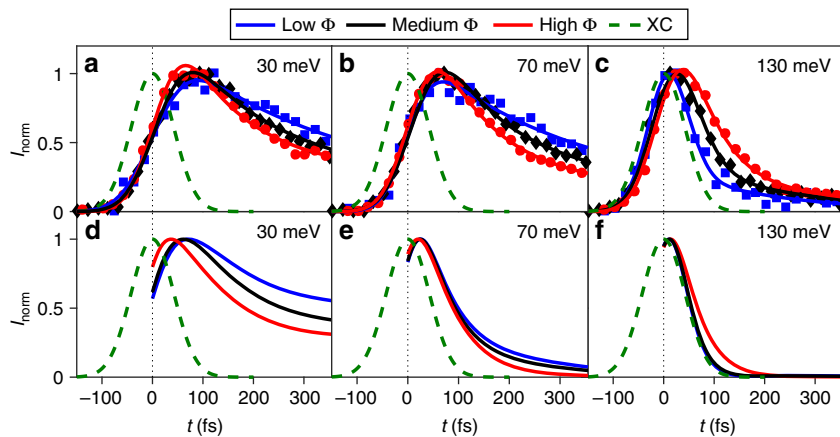 Low Φ Medium Φ High Φ XC
a 30 meV b 70 meV c 130 meV
1
0.5
0
I norm
d 30 meV e 70 meV f 130 meV
1
0.5
0
I norm
−100 0 100 200 300 −100 0 100 200 300 −100 0 100 200 300
t (fs) t (fs) t (fs)